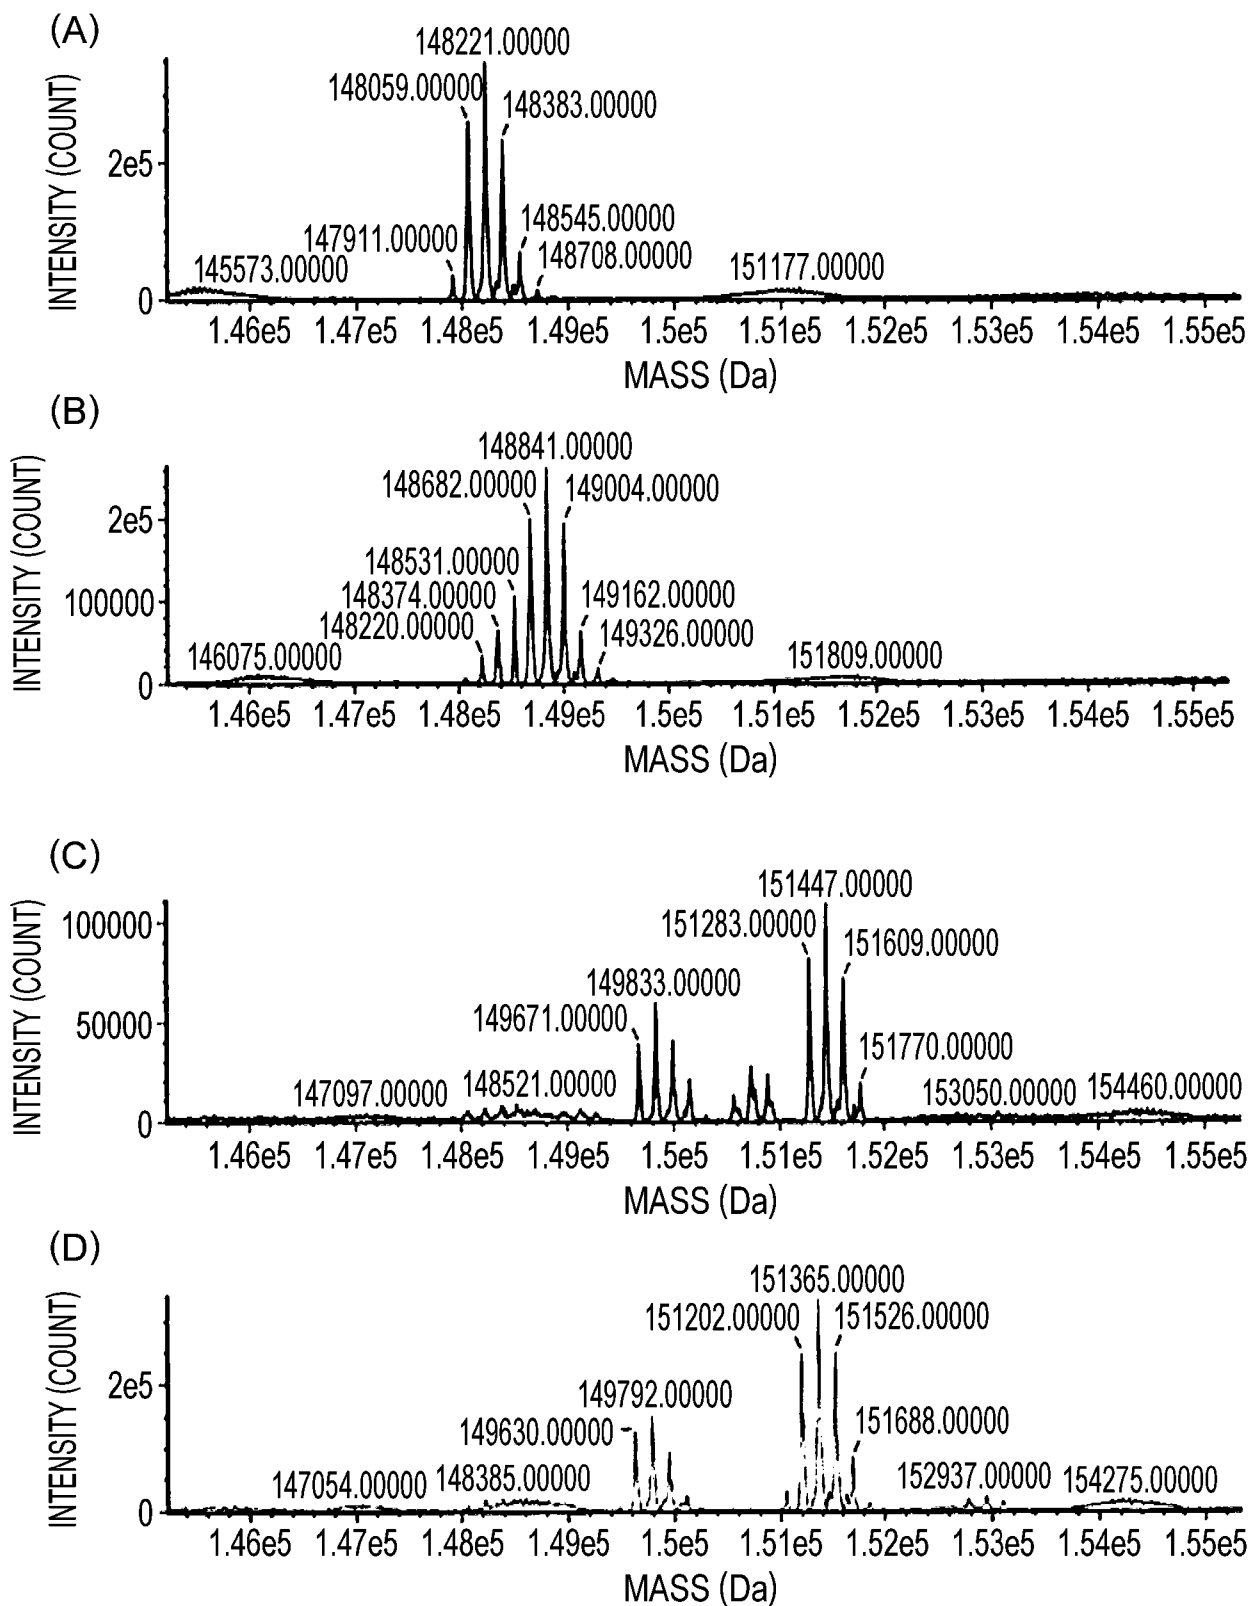 (A)
148221.00000
148059.00000
148383.00000
INTENSITY (COUNT)
2e5
148545.00000
147911.00000
148708.00000
145573.00000
151177.00000
0
1.46e5 1.47e5 1.48e5 1.49e5 1.5e5 1.51e5 1.52e5 1.53e5 1.54e5 1.55e5
MASS (Da)
(B)
148841.00000
148682.00000
149004.00000
INTENSITY (COUNT)
2e5
148531.00000
148374.00000
149162.00000
100000
148220.00000
149326.00000
146075.00000
151809.00000
0
1.46e5 1.47e5 1.48e5 1.49e5 1.5e5 1.51e5 1.52e5 1.53e5 1.54e5 1.55e5
MASS (Da)
(C)
151447.00000
100000
151283.00000
151609.00000
INTENSITY (COUNT)
149833.00000
50000
149671.00000
151770.00000
147097.00000
148521.00000
153050.00000
154460.00000
0
1.46e5 1.47e5 1.48e5 1.49e5 1.5e5 1.51e5 1.52e5 1.53e5 1.54e5 1.55e5
MASS (Da)
(D)
151365.00000
151202.00000
151526.00000
INTENSITY (COUNT)
2e5
149792.00000
149630.00000
151688.00000
147054.00000
148385.00000
152937.00000
154275.00000
0
1.46e5 1.47e5 1.48e5 1.49e5 1.5e5 1.51e5 1.52e5 1.53e5 1.54e5 1.55e5
MASS (Da)